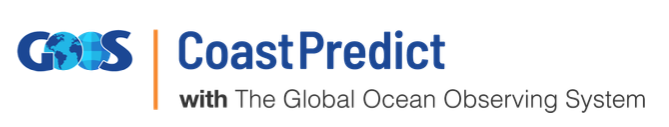 GOOS
CoastPredict
with The Global Ocean Observing System